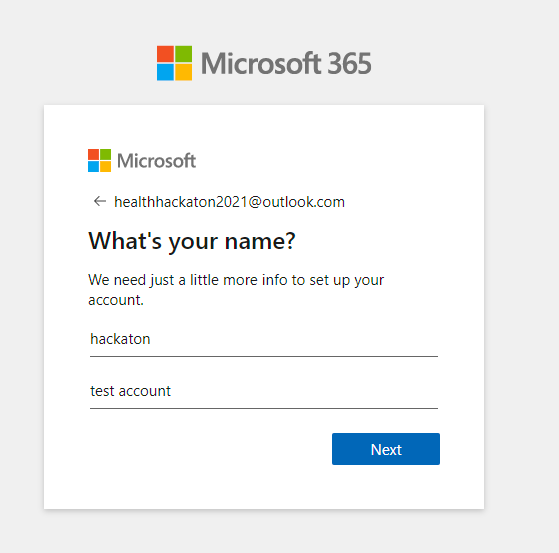 Microsoft 365
Microsoft
healthhackaton2021@outlook.com
What's your name?
We need just a little more info to set up your
account.
hackaton
test account
Next